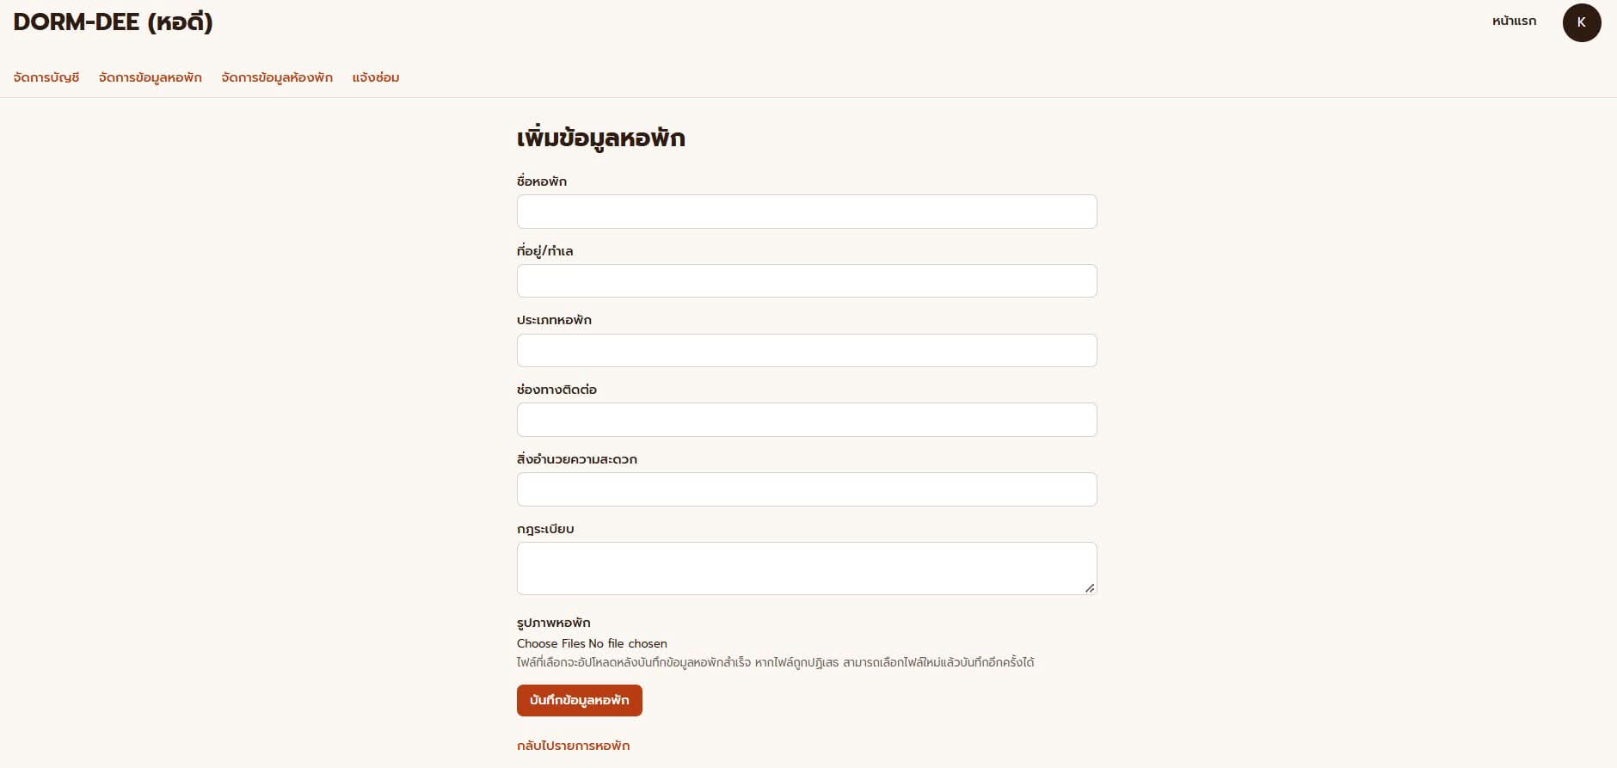 DORM-DEE (หอดี)
หน้าแรก
K
จัดการบัญชี จัดการข้อมูลหอพัก จัดการข้อมูลห้องพัก แจ้งซ่อม
เพิ่มข้อมูลหอพัก
ชื่อหอพัก
ที่อยู่/ทำเล
ประเภทหอพัก
ช่องทางติดต่อ
สิ่งอำนวยความสะดวก
กฎระเบียบ
รูปภาพหอพัก
Choose Files No file chosen
ไฟล์ที่เลือกจะอัปโหลดหลังบันทึกข้อมูลหอพักสำเร็จ หากไฟล์ถูกปฏิเสธ สามารถเลือกไฟล์ใหม่แล้วบันทึกอีกครั้งได้
บันทึกข้อมูลหอพัก
กลับไปรายการหอพัก